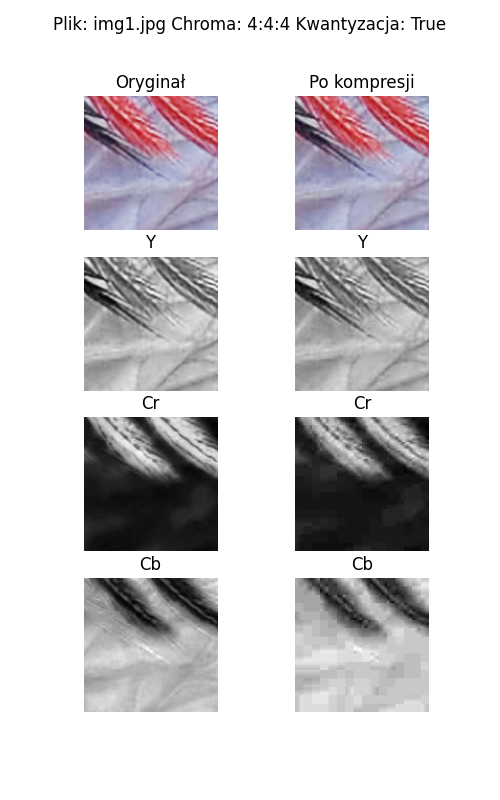 Plik: img1.jpg Chroma: 4:4:4 Kwantyzacja: True
Oryginał Po kompresji
Y Y
Cr Cr
Cb Cb